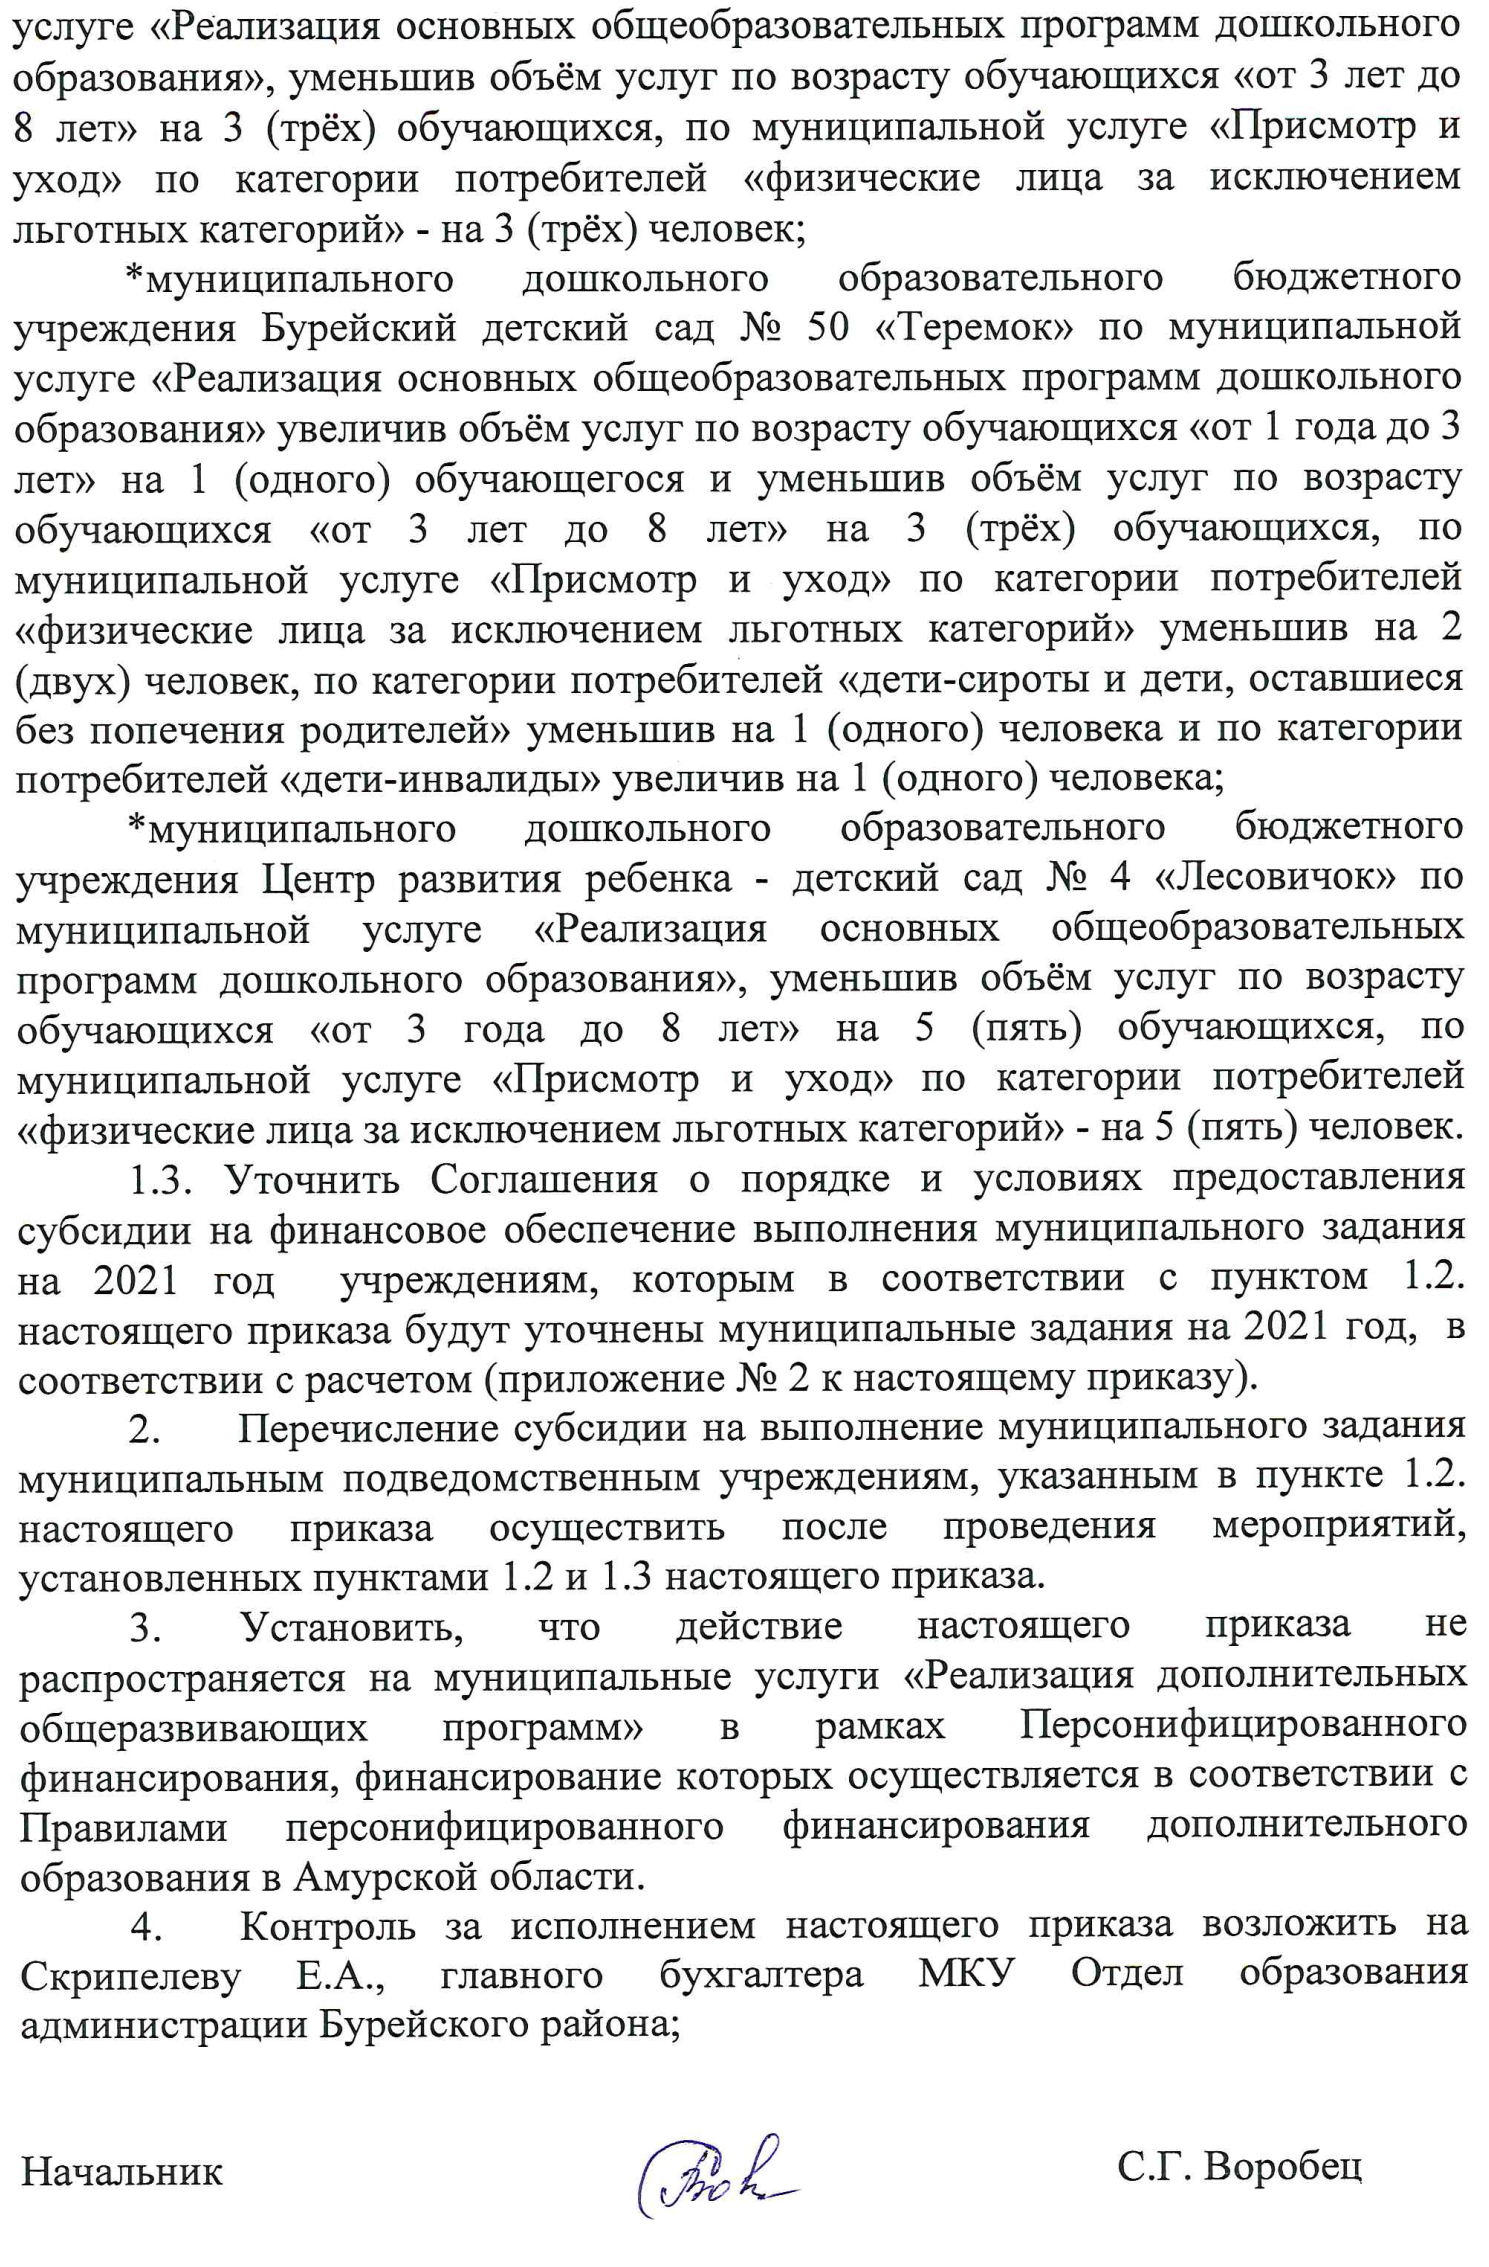 услуге «Реализация основных общеобразовательных программ дошкольного
образования», уменьшив объём услуг по возрасту обучающихся «от 3 лет до
8 лет» на 3 (трёх) обучающихся, по муниципальной услуге «Присмотр и
уход» по категории потребителей «физические лица за исключением
льготных категорий» - на 3 (трёх) человек;
*муниципального дошкольного образовательного бюджетного
учреждения Бурейский детский сад № 50 «Теремок» по муниципальной
услуге «Реализация основных общеобразовательных программ дошкольного
образования» увеличив объём услуг по возрасту обучающихся «от 1 года до 3
лет» на 1 (одного) обучающегося и уменьшив объём услуг по возрасту
обучающихся «от 3 лет до 8 лет» на 3 (трёх) обучающихся, по
муниципальной услуге «Присмотр и уход» по категории потребителей
«физические лица за исключением льготных категорий» уменьшив на 2
(двух) человек, по категории потребителей «дети-сироты и дети, оставшиеся
без попечения родителей» уменьшив на 1 (одного) человека и по категории
потребителей «дети-инвалиды» увеличив на 1 (одного) человека;
*муниципального дошкольного образовательного бюджетного
учреждения Центр развития ребенка - детский сад № 4 «Лесовичок» по
муниципальной услуге «Реализация основных общеобразовательных
программ дошкольного образования», уменьшив объём услуг по возрасту
обучающихся «от 3 года до 8 лет» на 5 (пять) обучающихся, по
муниципальной услуге «Присмотр и уход» по категории потребителей
«физические лица за исключением льготных категорий» - на 5 (пять) человек.
1.3. Уточнить Соглашения о порядке и условиях предоставления
субсидии на финансовое обеспечение выполнения муниципального задания
на 2021 год учреждениям, которым в соответствии с пунктом 1.2.
настоящего приказа будут уточнены муниципальные задания на 2021 год, в
соответствии с расчетом (приложение № 2 к настоящему приказу).
2. Перечисление субсидии на выполнение муниципального задания
муниципальным подведомственным учреждениям, указанным в пункте 1.2.
настоящего приказа осуществить после проведения мероприятий,
установленных пунктами 1.2 и 1.3 настоящего приказа.
3. Установить, что действие настоящего приказа не
распространяется на муниципальные услуги «Реализация дополнительных
общеразвивающих программ» в рамках Персонифицированного
финансирования, финансирование которых осуществляется в соответствии с
Правилами персонифицированного финансирования дополнительного
образования в Амурской области.
4. Контроль за исполнением настоящего приказа возложить на
Скрипелеву Е.А., главного бухгалтера МКУ Отдел образования
администрации Бурейского района;
Начальник С.Г. Воробец